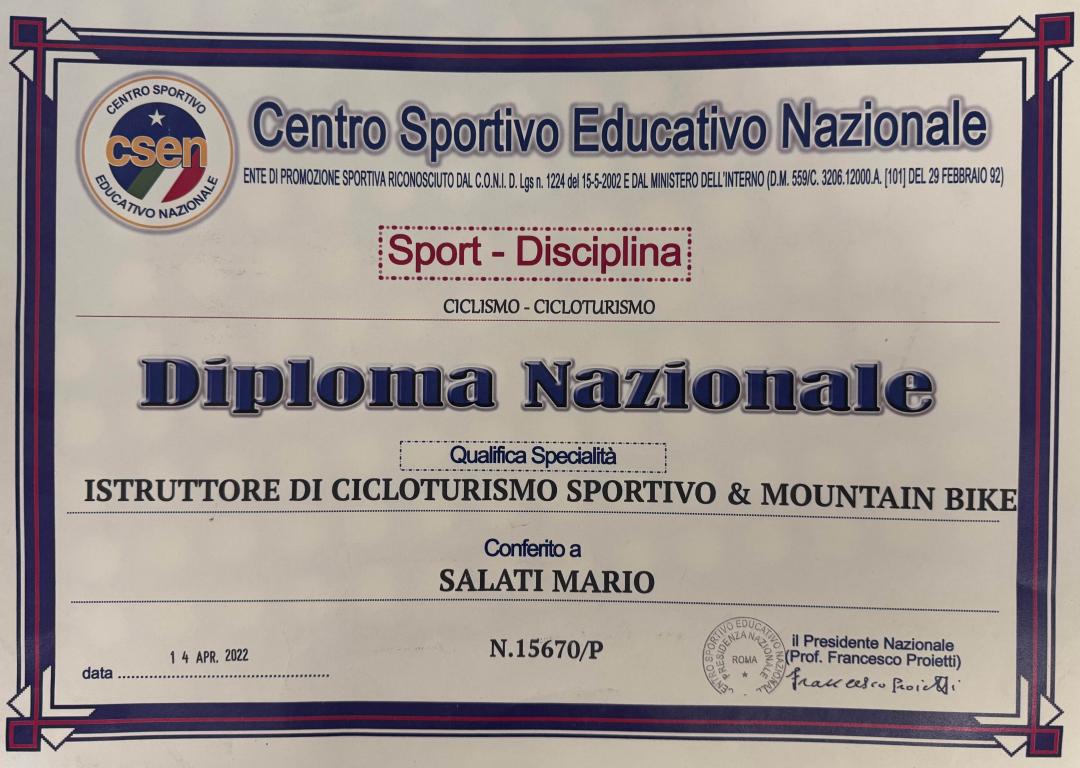 CENTRO SPORTIVO
csen
EDUCATIVO NAZIONALE
Centro Sportivo Educativo Nazionale
ENTE DI PROMOZIONE SPORTIVA RICONOSCIUTO DAL C.O.N.I. D. Lgs n. 1224 del 15-5-2002 E DAL MINISTERO DELL'INTERNO (D.M. 559/C. 3206.12000.A. [101] DEL 29 FEBBRAIO 92)
Sport - Disciplina
CICLISMO - CICLOTURISMO
Diploma Nazionale
Qualifica Specialità
ISTRUTTORE DI CICLOTURISMO SPORTIVO & MOUNTAIN BIKE
Conferito a
SALATI MARIO
data 14 APR. 2022
N.15670/P
CENTRO SPORTIVO EDUCATIVO NAZIONALE
PRESIDENZA NAZIONALE
ROMA
il Presidente Nazionale
(Prof. Francesco Proietti)
Francesco Proietti